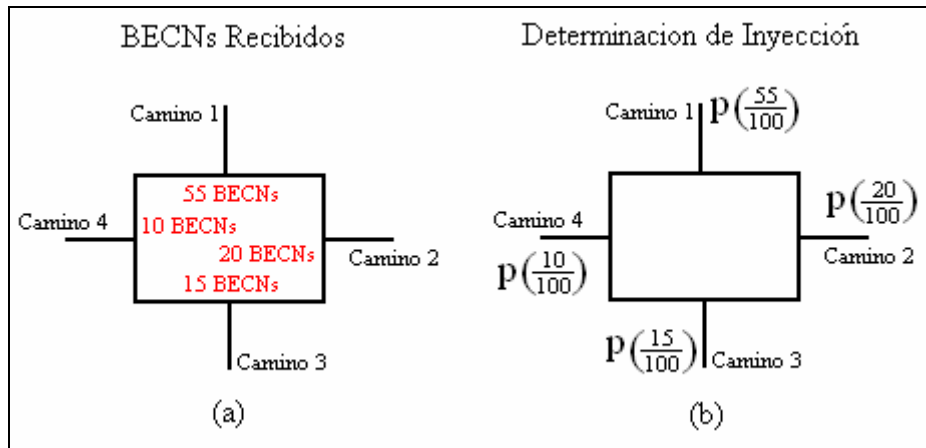 BECNs Recibidos
Camino 1
55 BECNs
Camino 4
10 BECNs
20 BECNs
Camino 2
15 BECNs
Camino 3
(a)
Determinacion de Inyección
Camino 1 p(55/100)
Camino 4
p(20/100)
Camino 2
p(10/100)
p(15/100)
Camino 3
(b)